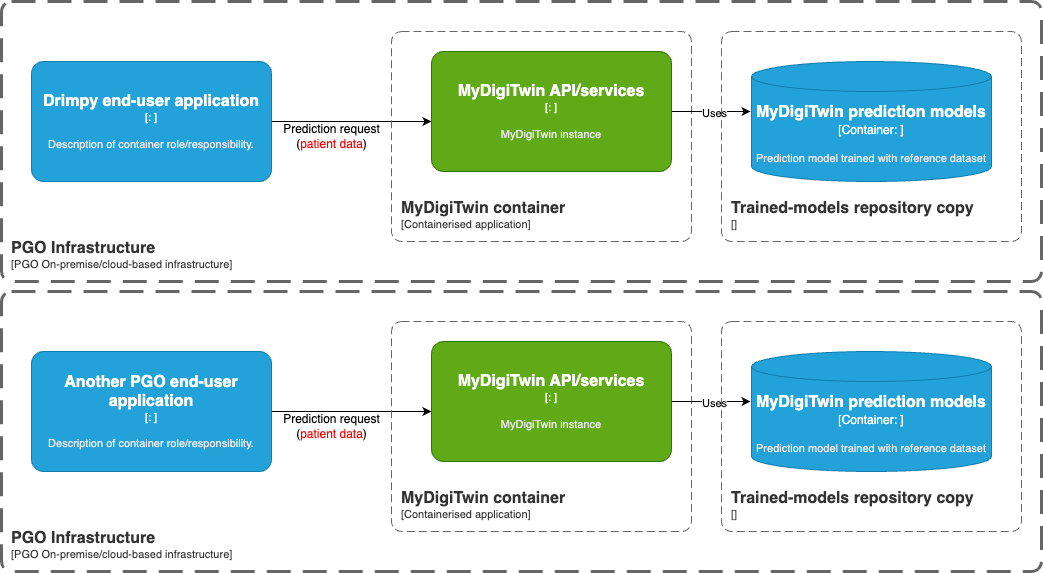 Drimpy end-user application
[: ]
Description of container role/responsibility.
Prediction request
(patient data)
MyDigiTwin API/services
[: ]
MyDigiTwin instance
Uses
MyDigiTwin prediction models
[Container: ]
Prediction model trained with reference dataset
MyDigiTwin container
[Containerised application]
Trained-models repository copy
[]
PGO Infrastructure
[PGO On-premise/cloud-based infrastructure]
Another PGO end-user
application
[: ]
Description of container role/responsibility.
Prediction request
(patient data)
MyDigiTwin API/services
[: ]
MyDigiTwin instance
Uses
MyDigiTwin prediction models
[Container: ]
Prediction model trained with reference dataset
MyDigiTwin container
[Containerised application]
Trained-models repository copy
[]
PGO Infrastructure
[PGO On-premise/cloud-based infrastructure]